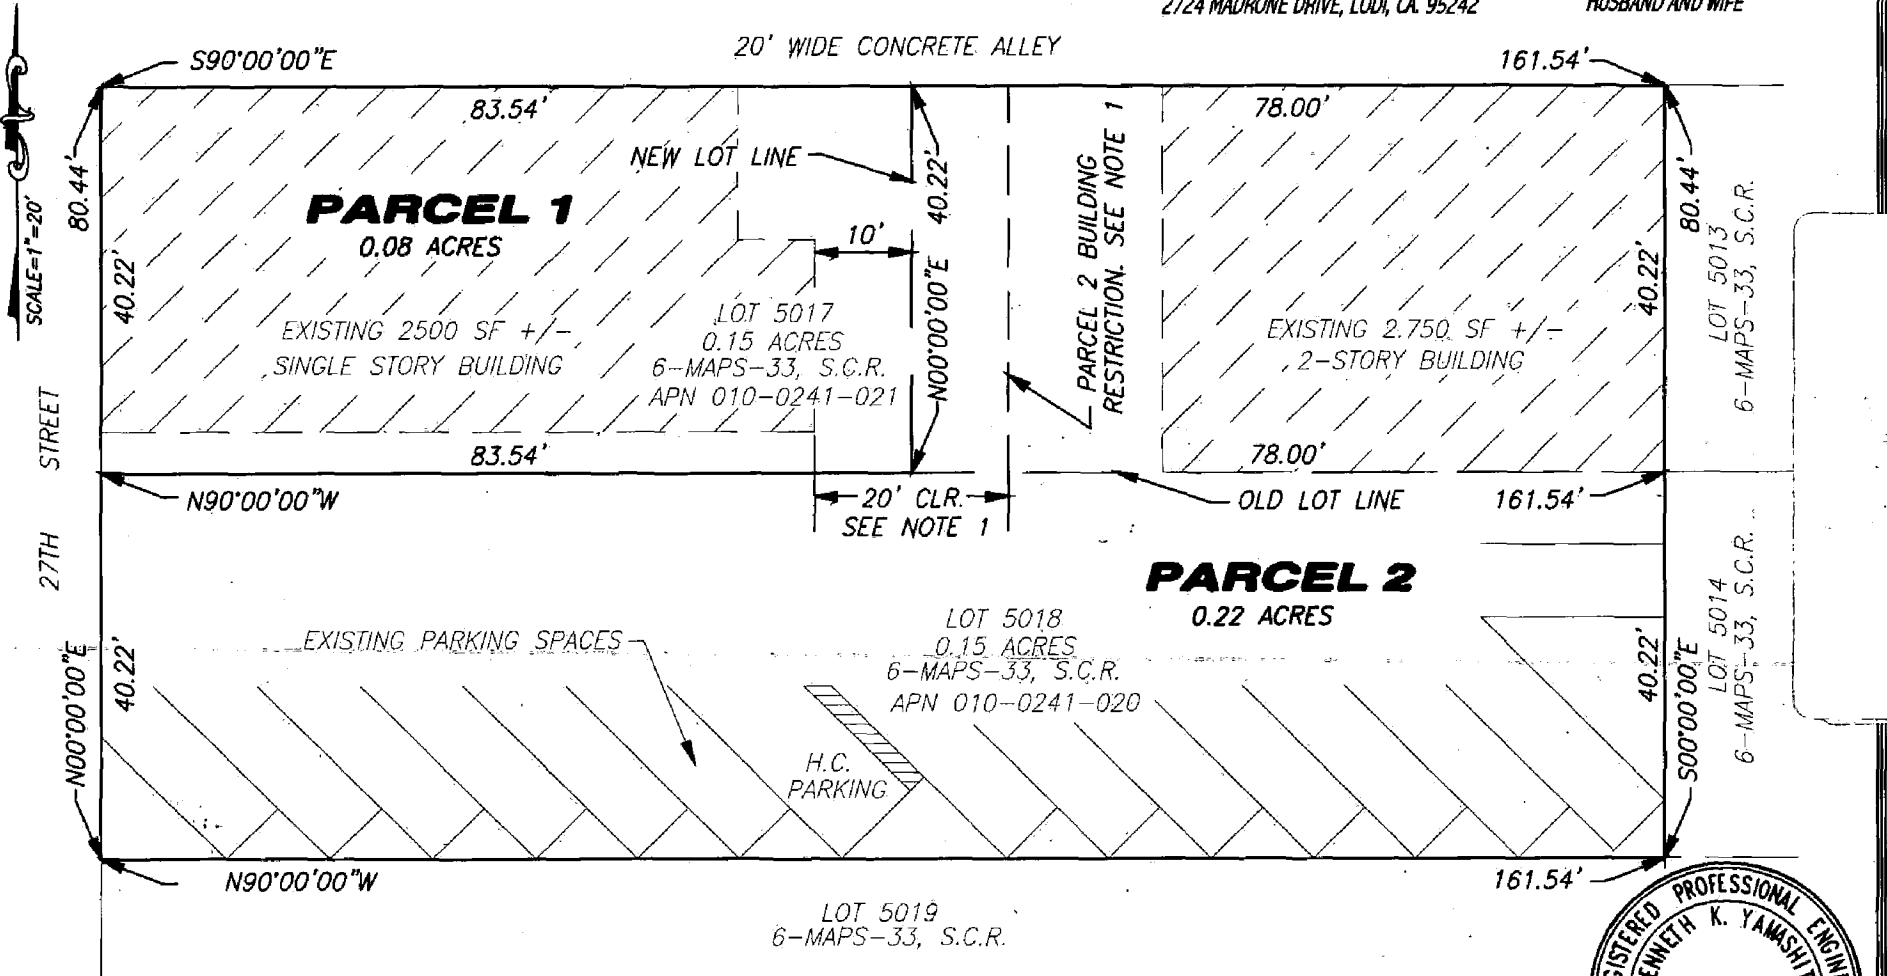 2724 MADRONE DRIVE, LODI, CA. 95242
HUSBAND AND WIFE
20' WIDE CONCRETE ALLEY
S90°00'00"E
161.54'
83.54'
78.00'
NEW LOT LINE
40.22'
80.44'
80.44'
SCALE=1"=20'
PARCEL 1
0.08 ACRES
10'
PARCEL 2 BUILDING
RESTRICTION. SEE NOTE 1
LOT 5013
6-MAPS-33, S.C.R.
40.22'
40.22'
N00°00'00"E
EXISTING 2500 SF +/-
SINGLE STORY BUILDING
LOT 5017
0.15 ACRES
6-MAPS-33, S.C.R.
APN 010-0241-021
EXISTING 2.750 SF +/-
2-STORY BUILDING
83.54'
78.00'
N90°00'00"W
20' CLR.
SEE NOTE 1
OLD LOT LINE
161.54'
27TH STREET
PARCEL 2
0.22 ACRES
LOT 5018
0.15 ACRES
6-MAPS-33, S.C.R.
APN 010-0241-020
EXISTING PARKING SPACES
LOT 5014
6-MAPS-33, S.C.R.
N00°00'00"E
40.22'
40.22'
S00°00'00"E
H.C.
PARKING
N90°00'00"W
161.54'
LOT 5019
6-MAPS-33, S.C.R.
GISTERED PROFESSIONAL ENGIN
ENNETH K. YAMASHI